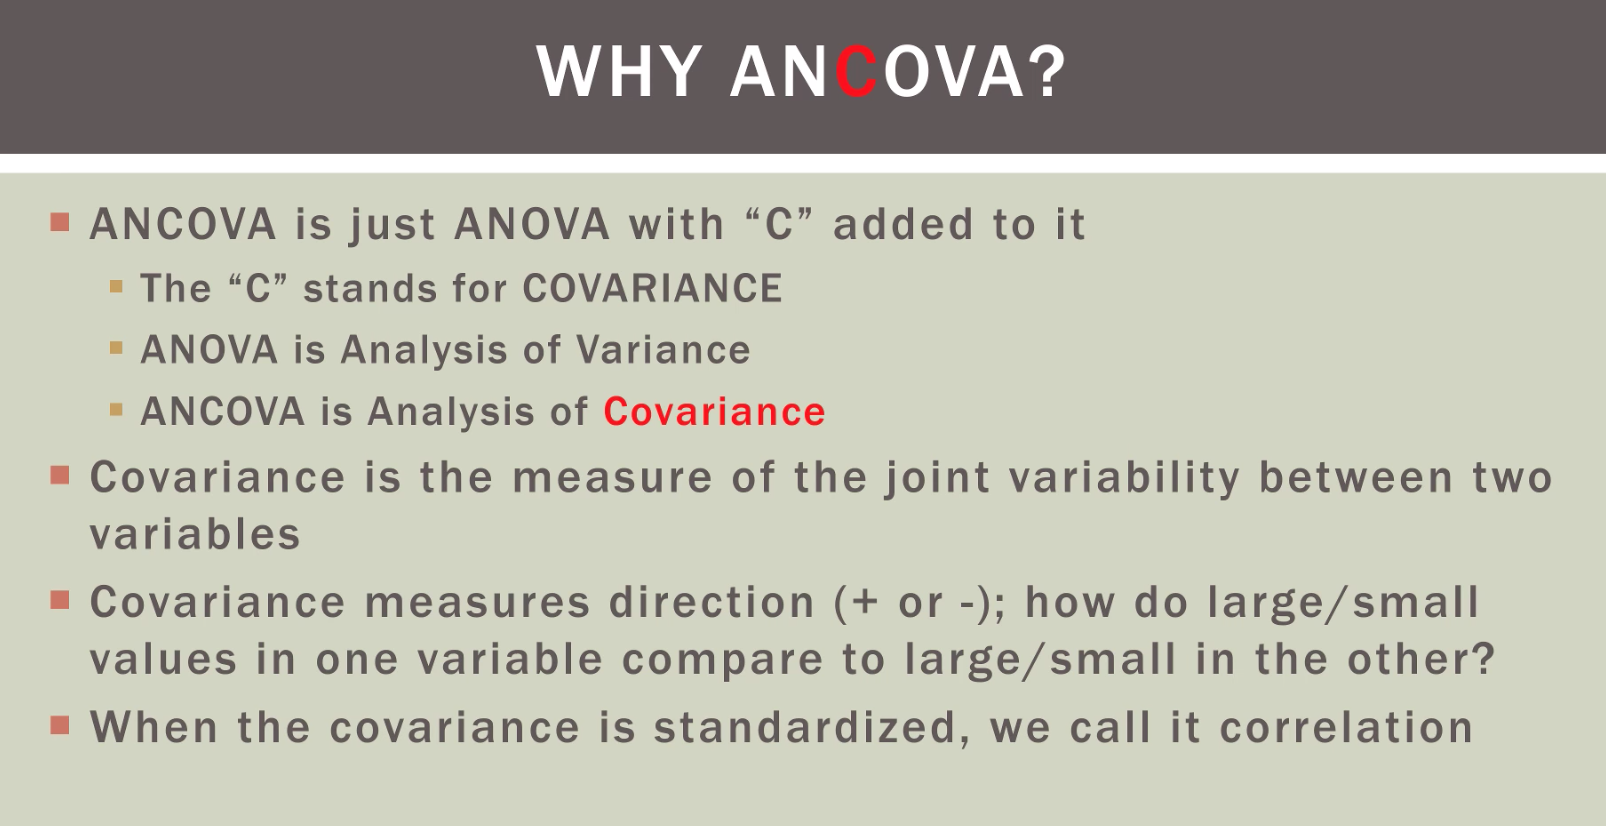 WHY ANCOVA?
ANCOVA is just ANOVA with “C” added to it
The “C” stands for COVARIANCE
ANOVA is Analysis of Variance
ANCOVA is Analysis of Covariance
Covariance is the measure of the joint variability between two
variables
Covariance measures direction (+ or -); how do large/small
values in one variable compare to large/small in the other?
When the covariance is standardized, we call it correlation